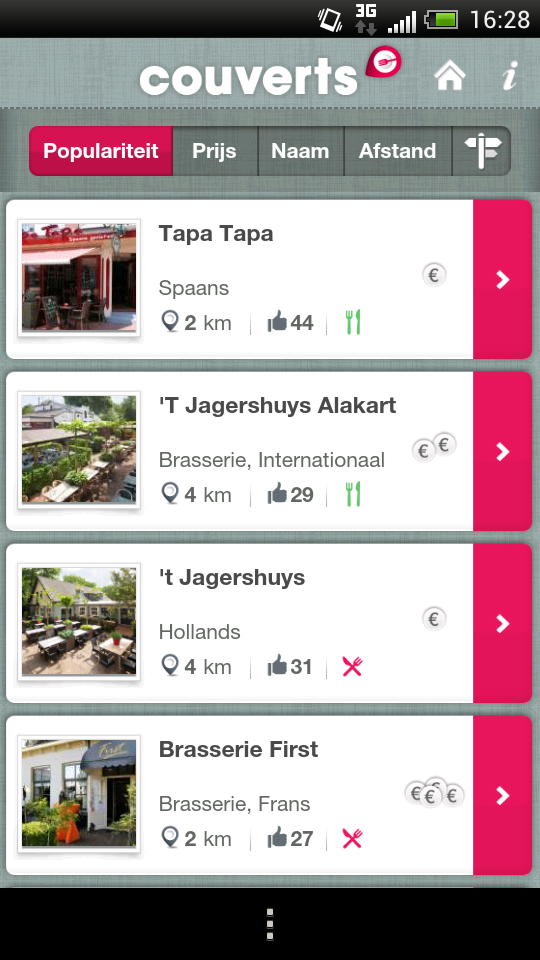 3G
16:28
couverts
i
Populariteit
Prijs
Naam
Afstand
Tapa Tapa
€
Spaans
2 km
44
'T Jagershuys Alakart
€ €
Brasserie, Internationaal
4 km
29
't Jagershuys
€
Hollands
4 km
31
Brasserie First
First
€ € €
Brasserie, Frans
2 km
27